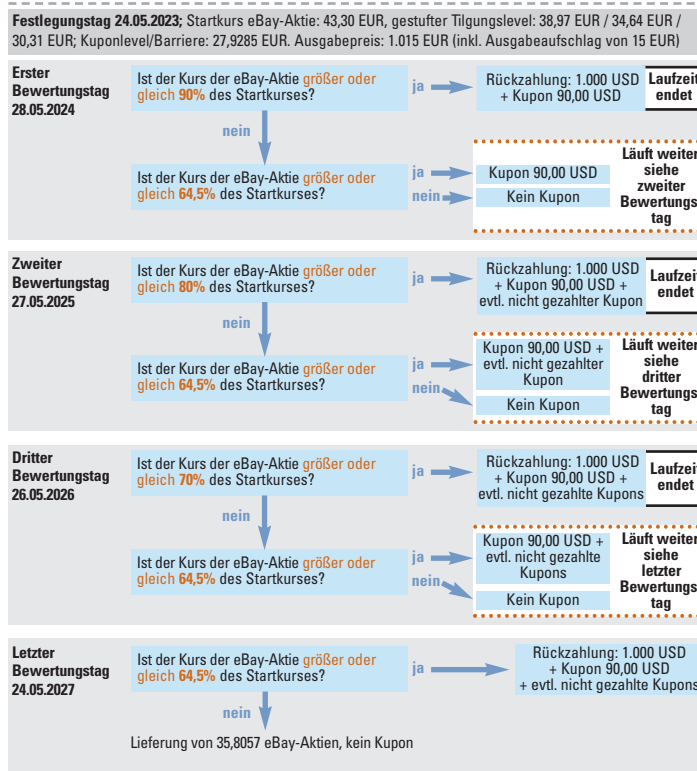 Festlegungstag 24.05.2023; Startkurs eBay-Aktie: 43,30 EUR, gestufter Tilgungslevel: 38,97 EUR / 34,64 EUR /
30,31 EUR; Kuponlevel/Barriere: 27,9285 EUR. Ausgabepreis: 1.015 EUR (inkl. Ausgabeaufschlag von 15 EUR)
Erster
Bewertungstag
28.05.2024
Ist der Kurs der eBay-Aktie größer oder
gleich 90% des Startkurses?
ja
Rückzahlung: 1.000 USD
+ Kupon 90,00 USD
Laufzeit
endet
nein
Ist der Kurs der eBay-Aktie größer oder
gleich 64,5% des Startkurses?
ja
nein
Kupon 90,00 USD
Kein Kupon
Läuft weiter
siehe
zweiter
Bewertungs
tag
Zweiter
Bewertungstag
27.05.2025
Ist der Kurs der eBay-Aktie größer oder
gleich 80% des Startkurses?
ja
Rückzahlung: 1.000 USD
+ Kupon 90,00 USD +
evtl. nicht gezahlter Kupon
Laufzeit
endet
nein
Ist der Kurs der eBay-Aktie größer oder
gleich 64,5% des Startkurses?
ja
nein
Kupon 90,00 USD +
evtl. nicht gezahlter
Kupon
Kein Kupon
Läuft weiter
siehe
dritter
Bewertungs
tag
Dritter
Bewertungstag
26.05.2026
Ist der Kurs der eBay-Aktie größer oder
gleich 70% des Startkurses?
ja
Rückzahlung: 1.000 USD
+ Kupon 90,00 USD +
evtl. nicht gezahlte Kupons
Laufzeit
endet
nein
Ist der Kurs der eBay-Aktie größer oder
gleich 64,5% des Startkurses?
ja
nein
Kupon 90,00 USD +
evtl. nicht gezahlte
Kupons
Kein Kupon
Läuft weiter
siehe
letzter
Bewertungs
tag
Letzter
Bewertungstag
24.05.2027
Ist der Kurs der eBay-Aktie größer oder
gleich 64,5% des Startkurses?
ja
Rückzahlung: 1.000 USD
+ Kupon 90,00 USD
+ evtl. nicht gezahlte Kupons
nein
Lieferung von 35,8057 eBay-Aktien, kein Kupon